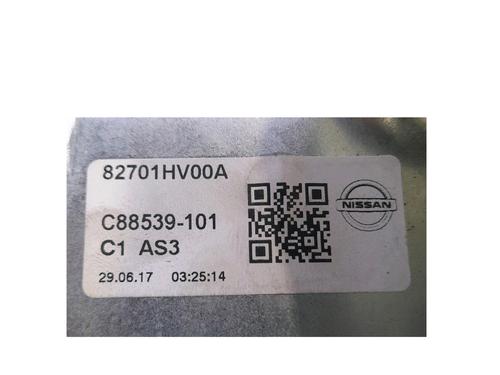 82701HV00A
C88539-101
C1 AS3
29.06.17 03:25:14
NISSAN